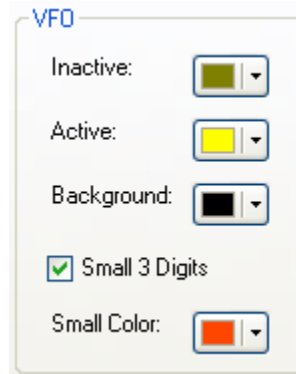 VFO
Inactive:
Active:
Background:
Small 3 Digits
Small Color: